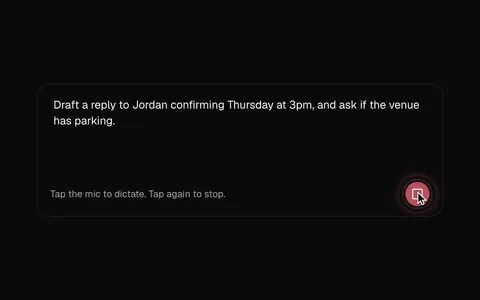 Draft a reply to Jordan confirming Thursday at 3pm, and ask if the venue
has parking.
Tap the mic to dictate. Tap again to stop.